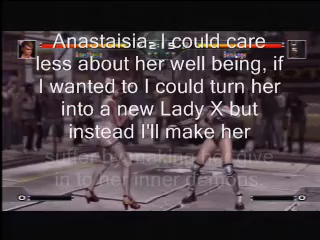 Anastaisia, I could care
less about her well being, if
I wanted to I could turn her
into a new Lady X but
instead I'll make her
suffer by making her give
in to her inner demons.